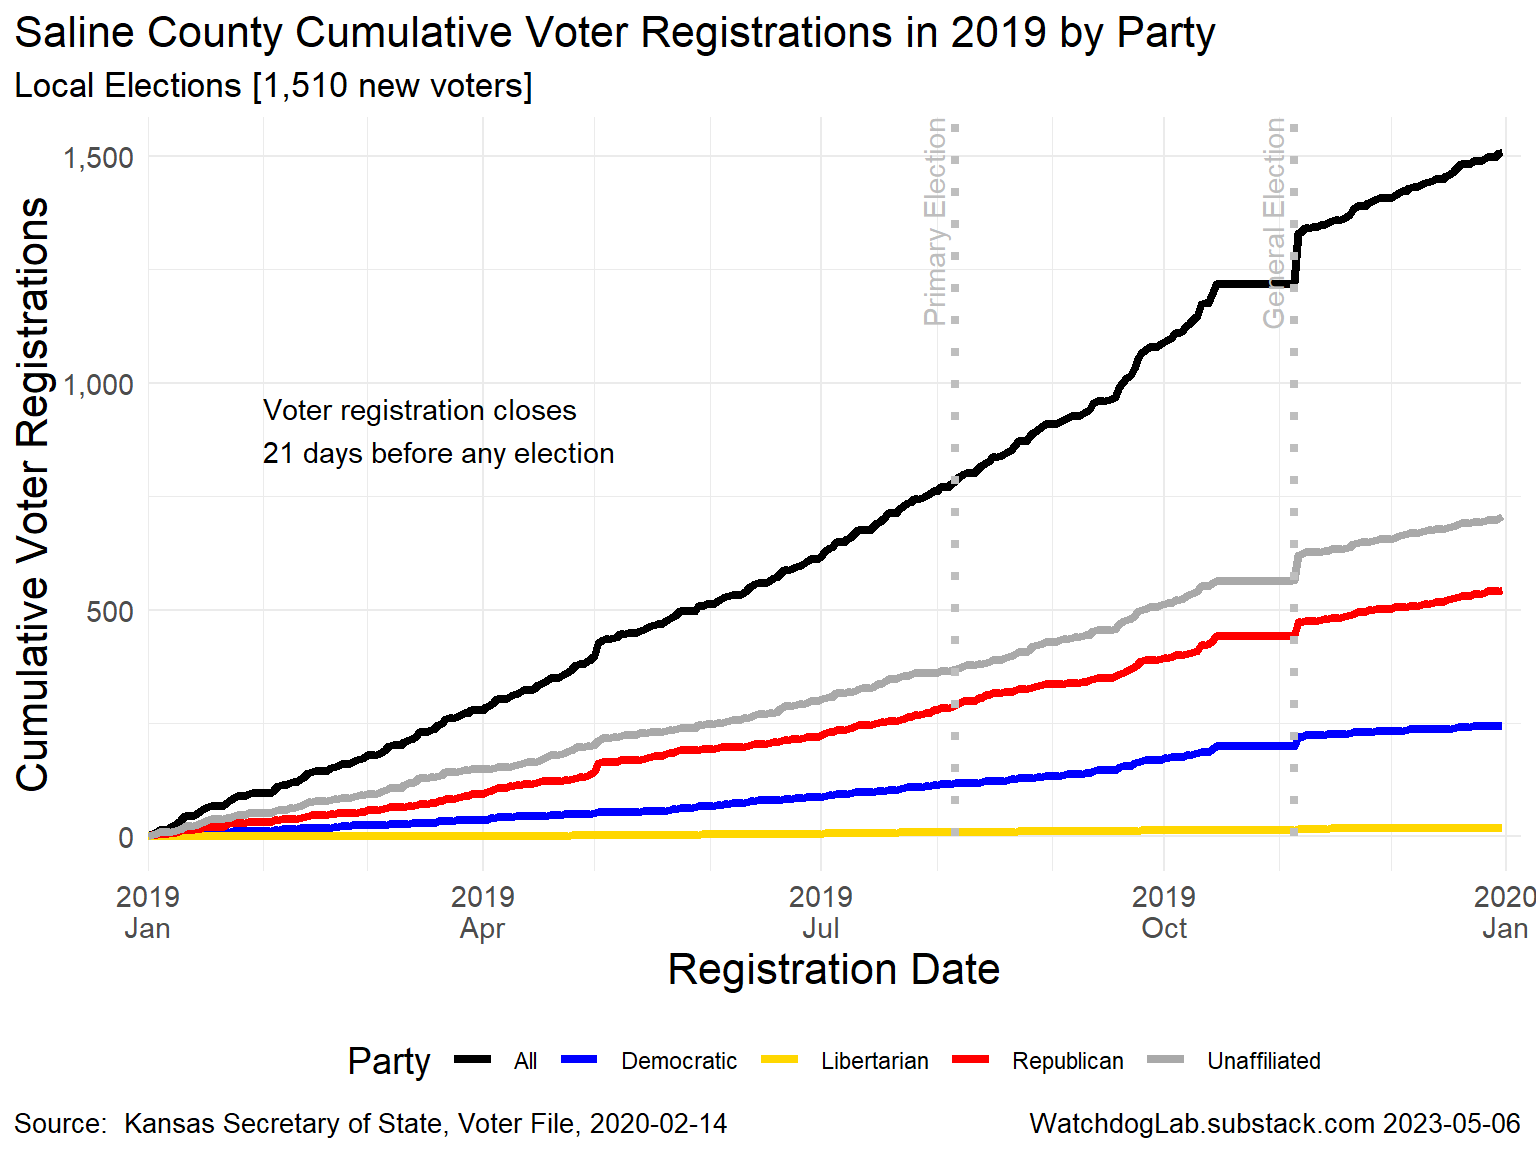 Saline County Cumulative Voter Registrations in 2019 by Party
Local Elections [1,510 new voters]
Cumulative Voter Registrations
1,500
1,000
500
0
Primary Election
General Election
Voter registration closes
21 days before any election
2019 2019 2019 2019 2020
Jan Apr Jul Oct Jan
Registration Date
Party All Democratic Libertarian Republican Unaffiliated
Source:  Kansas Secretary of State, Voter File, 2020-02-14
WatchdogLab.substack.com 2023-05-06